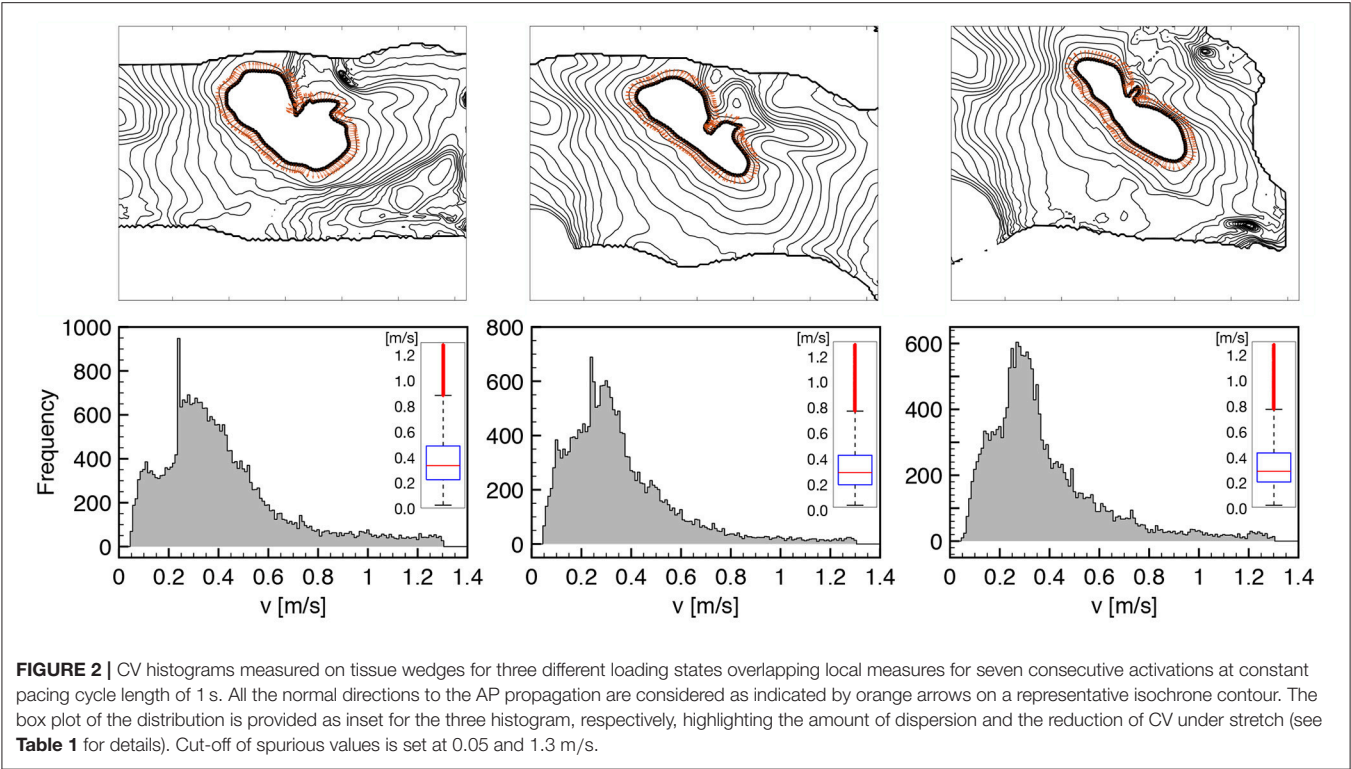 1000
800
600
400
200
0
Frequency
0 0.2 0.4 0.6 0.8 1 1.2 1.4
v [m/s]
[m/s]
1.2
1.0
0.8
0.6
0.4
0.2
0.0
800
600
400
200
0
0 0.2 0.4 0.6 0.8 1 1.2 1.4
v [m/s]
[m/s]
1.2
1.0
0.8
0.6
0.4
0.2
0.0
600
400
200
0
0 0.2 0.4 0.6 0.8 1 1.2 1.4
v [m/s]
[m/s]
1.2
1.0
0.8
0.6
0.4
0.2
0.0
FIGURE 2 | CV histograms measured on tissue wedges for three different loading states overlapping local measures for seven consecutive activations at constant
pacing cycle length of 1 s. All the normal directions to the AP propagation are considered as indicated by orange arrows on a representative isochrone contour. The
box plot of the distribution is provided as inset for the three histogram, respectively, highlighting the amount of dispersion and the reduction of CV under stretch (see
Table 1 for details). Cut-off of spurious values is set at 0.05 and 1.3 m/s.